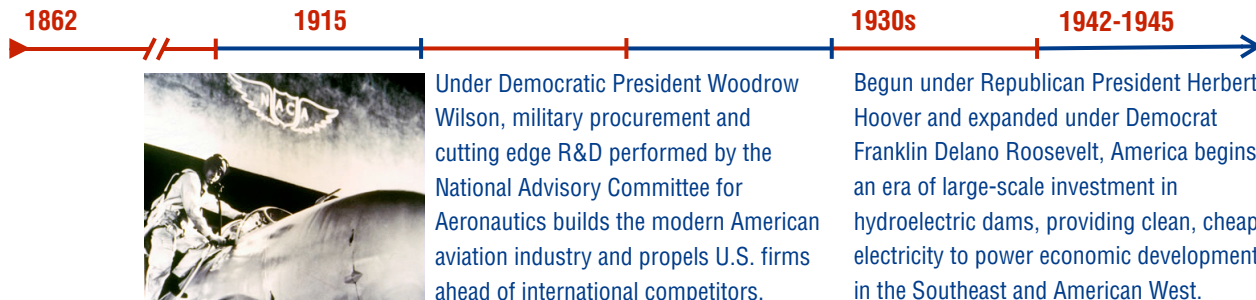 1862
1915
1930s
1942-1945
NACA
Under Democratic President Woodrow
Wilson, military procurement and
cutting edge R&D performed by the
National Advisory Committee for
Aeronautics builds the modern American
aviation industry and propels U.S. firms
ahead of international competitors.
Begun under Republican President Herbert
Hoover and expanded under Democrat
Franklin Delano Roosevelt, America begins
an era of large-scale investment in
hydroelectric dams, providing clean, cheap
electricity to power economic development
in the Southeast and American West.